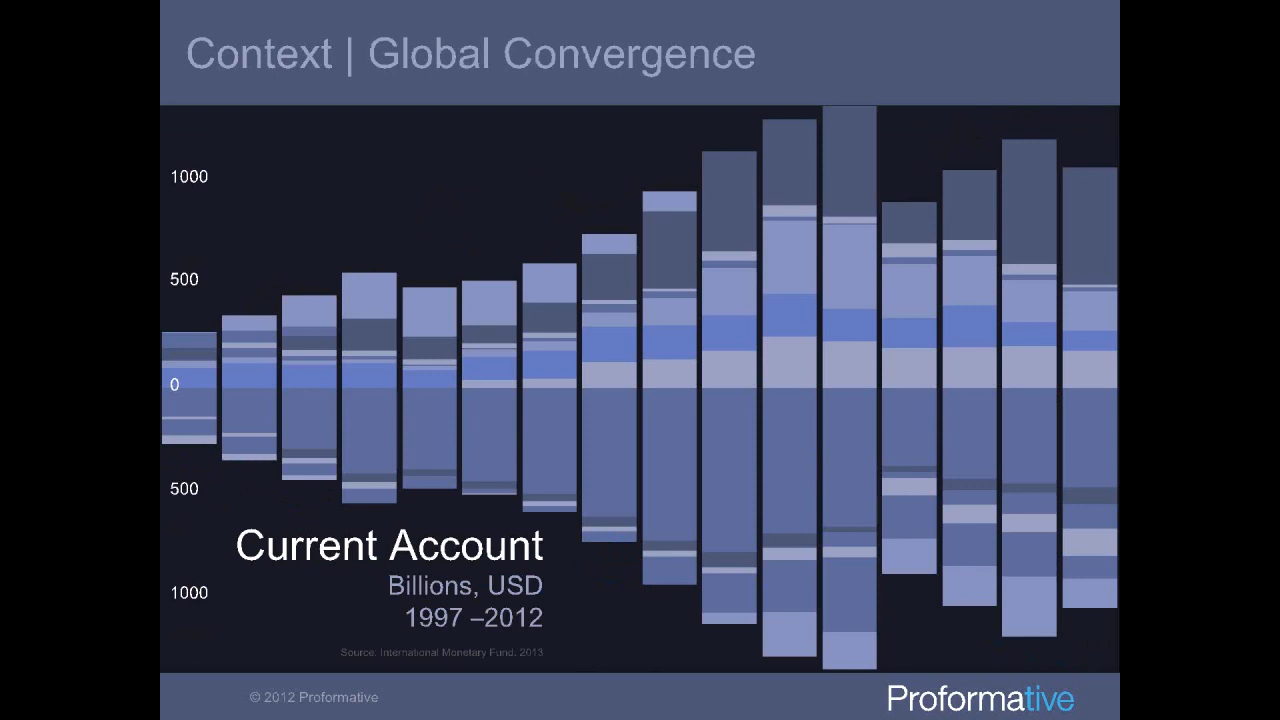 Context | Global Convergence
1000
500
0
500
1000
Current Account
Billions, USD
1997 –2012
Source: International Monetary Fund, 2013
© 2012 Proformative
Proformative